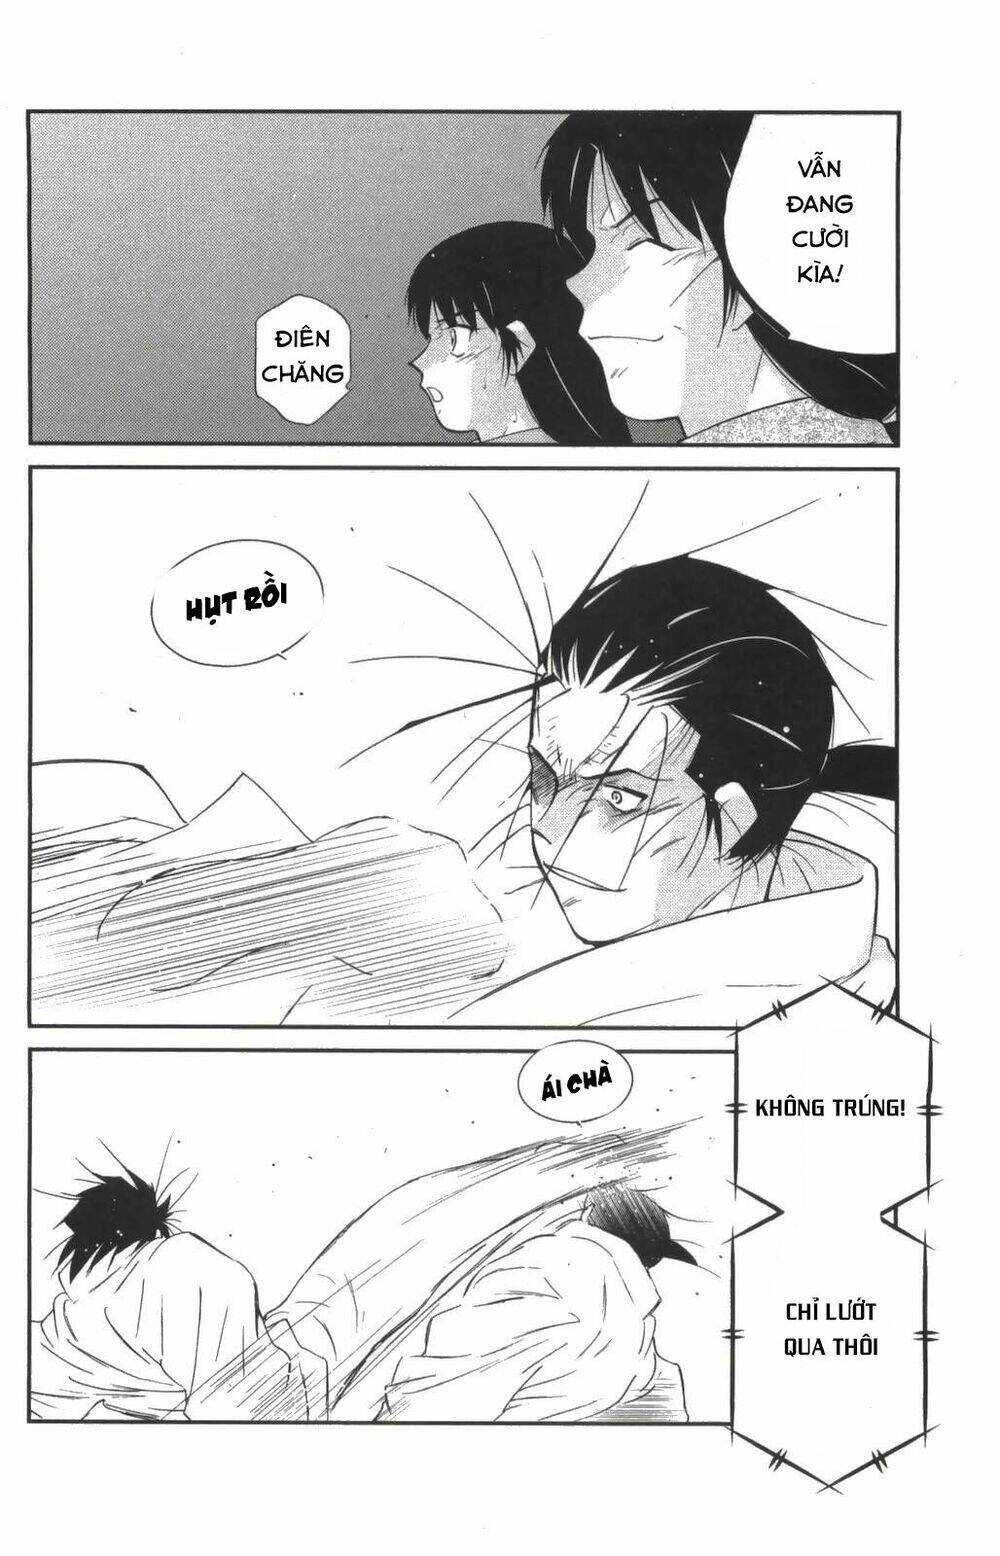 VẪN
ĐANG
CƯỜI
KÌA!
ĐIÊN
CHĂNG
HỤT RỒI
KHÔNG TRÚNG!
CHỈ LƯỚT
QUA THÔI
ÁI CHÀ